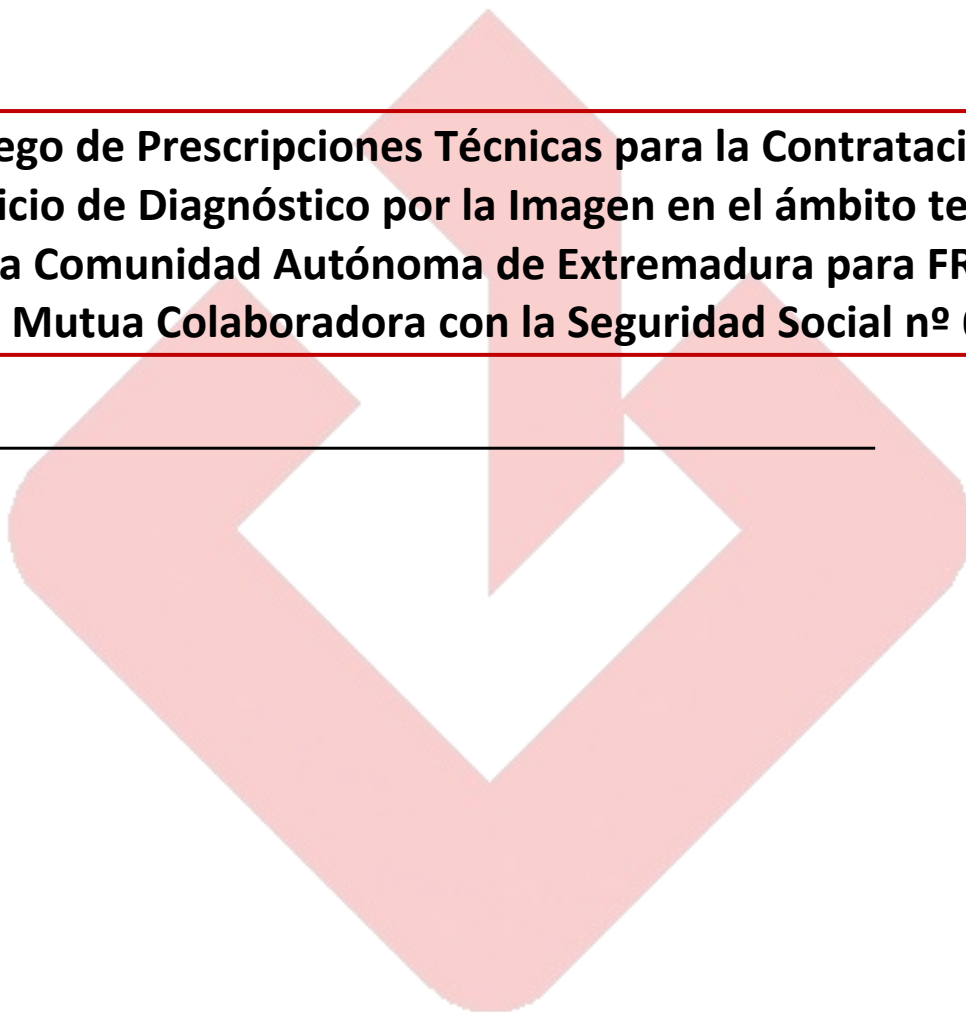 ego de Prescripciones Técnicas para la Contrataci
icio de Diagnóstico por la Imagen en el ámbito te
a Comunidad Autónoma de Extremadura para FR
Mutua Colaboradora con la Seguridad Social nº